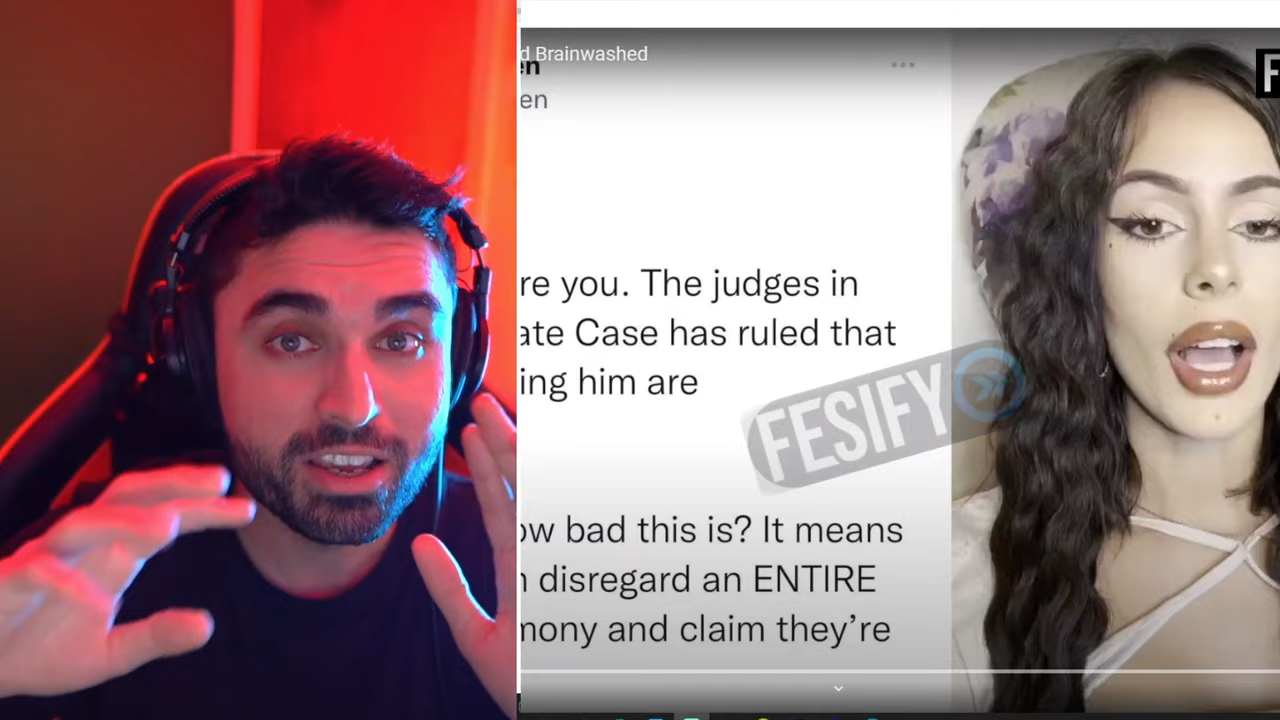 d Brainwashed
en
en
re you. The judges in
ate Case has ruled that
ing him are
FESIFY
ow bad this is? It means
disregard an ENTIRE
mony and claim they're
F